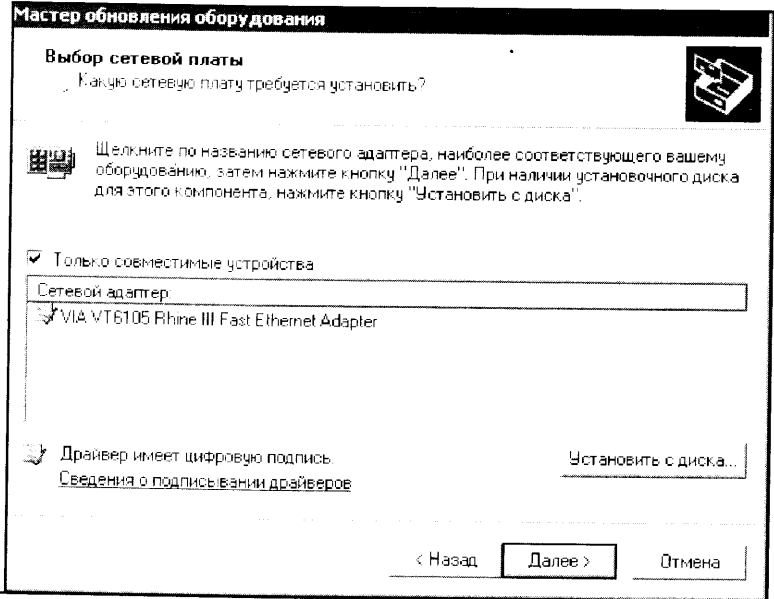 Мастер обновления оборудования
Выбор сетевой платы
Какую сетевую плату требуется установить?
Щелкните по названию сетевого адаптера, наиболее соответствующего вашему
оборудованию, затем нажмите кнопку "Далее". При наличии установочного диска
для этого компонента, нажмите кнопку "Установить с диска".
Только совместимые устройства
Сетевой адаптер:
VIA VT6105 Rhine III Fast Ethernet Adapter
Драйвер имеет цифровую подпись.
Установить с диска...
Сведения о подписывании драйверов
< Назад
Далее >
Отмена